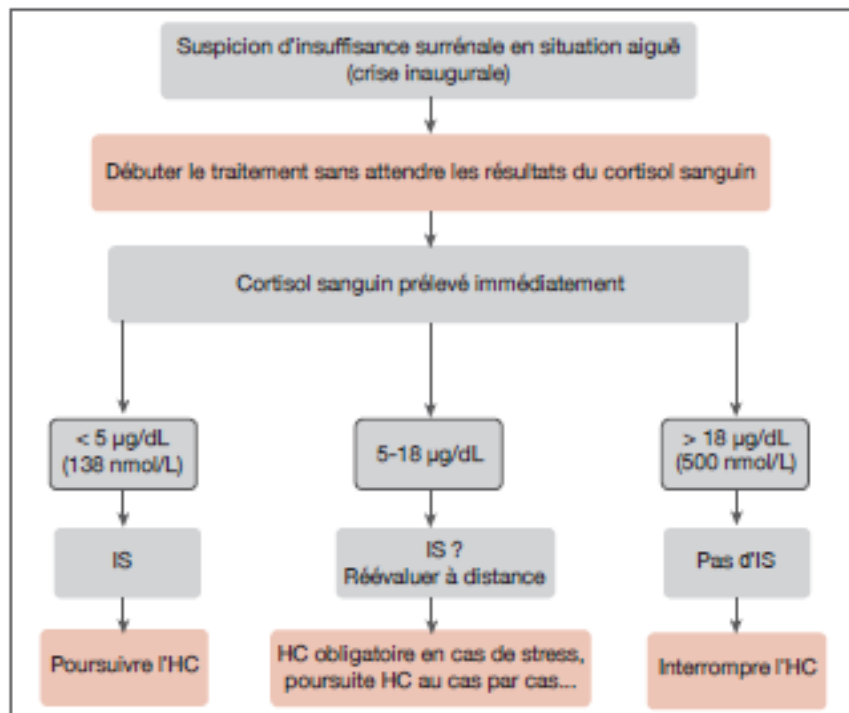 Suspicion d'insuffisance surrénale en situation aiguë
(crise inaugurale)
Débuter le traitement sans attendre les résultats du cortisol sanguin
Cortisol sanguin prélevé immédiatement
< 5 µg/dL
(138 nmol/L)
5-18 µg/dL
> 18 µg/dL
(500 nmol/L)
IS
IS ?
Réévaluer à distance
Pas d'IS
Poursuivre l'HC
HC obligatoire en cas de stress,
poursuite HC au cas par cas...
Interrompre l'HC